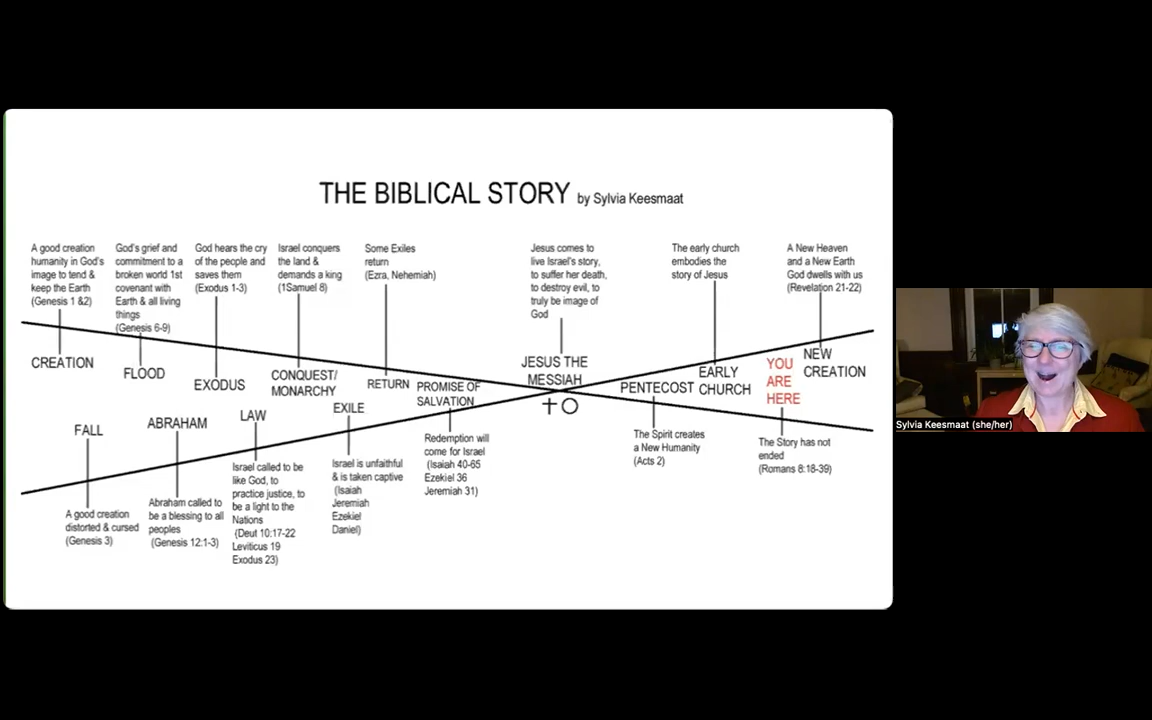 THE BIBLICAL STORY by Sylvia Keesmaat
A good creation
humanity in God's
image to tend &
keep the Earth
(Genesis 1 &2)
God's grief and
commitment to a
broken world 1st
covenant with
Earth & all living
things
(Genesis 6-9)
God hears the cry
of the people and
saves them
(Exodus 1-3)
Israel conquers
the land &
demands a king
(1Samuel 8)
Some Exiles
return
(Ezra, Nehemiah)
Jesus comes to
live Israel's story,
to suffer her death,
to destroy evil, to
truly be image of
God
The early church
embodies the
story of Jesus
A New Heaven
and a New Earth
God dwells with us
(Revelation 21-22)
CREATION
FLOOD
EXODUS
CONQUEST/
MONARCHY
RETURN
PROMISE OF
SALVATION
JESUS THE
MESSIAH
PENTECOST
EARLY
CHURCH
YOU
ARE
HERE
NEW
CREATION
FALL
ABRAHAM
LAW
EXILE
A good creation
distorted & cursed
(Genesis 3)
Abraham called to
be a blessing to all
peoples
(Genesis 12:1-3)
Israel called to be
like God, to
practice justice, to
be a light to the
Nations
(Deut 10:17-22
Leviticus 19
Exodus 23)
Israel is unfaithful
& is taken captive
(Isaiah
Jeremiah
Ezekiel
Daniel)
Redemption will
come for Israel
(Isaiah 40-65
Ezekiel 36
Jeremiah 31)
The Spirit creates
a New Humanity
(Acts 2)
The Story has not
ended
(Romans 8:18-39)
Sylvia Keesmaat (she/her)